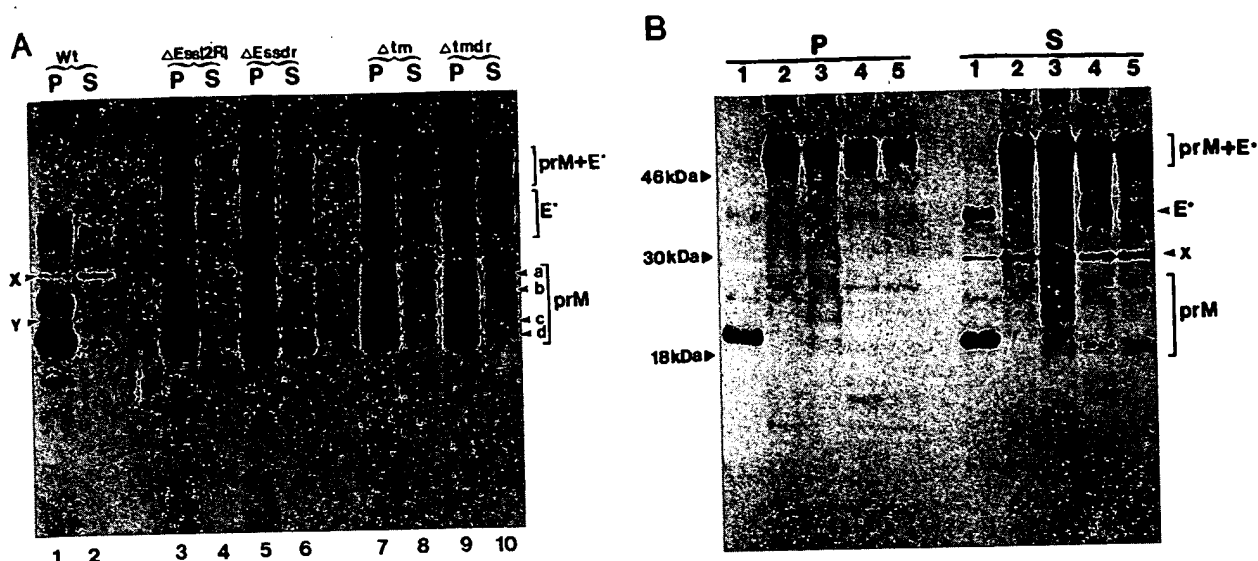 A
Wt
ΔEss[2R]
ΔEssdr
Δtm
Δtmdr
P S P S P S P S P S
prM+E*
E*
X
Y
a
b
c
d
prM
1 2 3 4 5 6 7 8 9 10
B
P S
1 2 3 4 5 1 2 3 4 5
46kDa
30kDa
18kDa
prM+E*
E*
X
prM